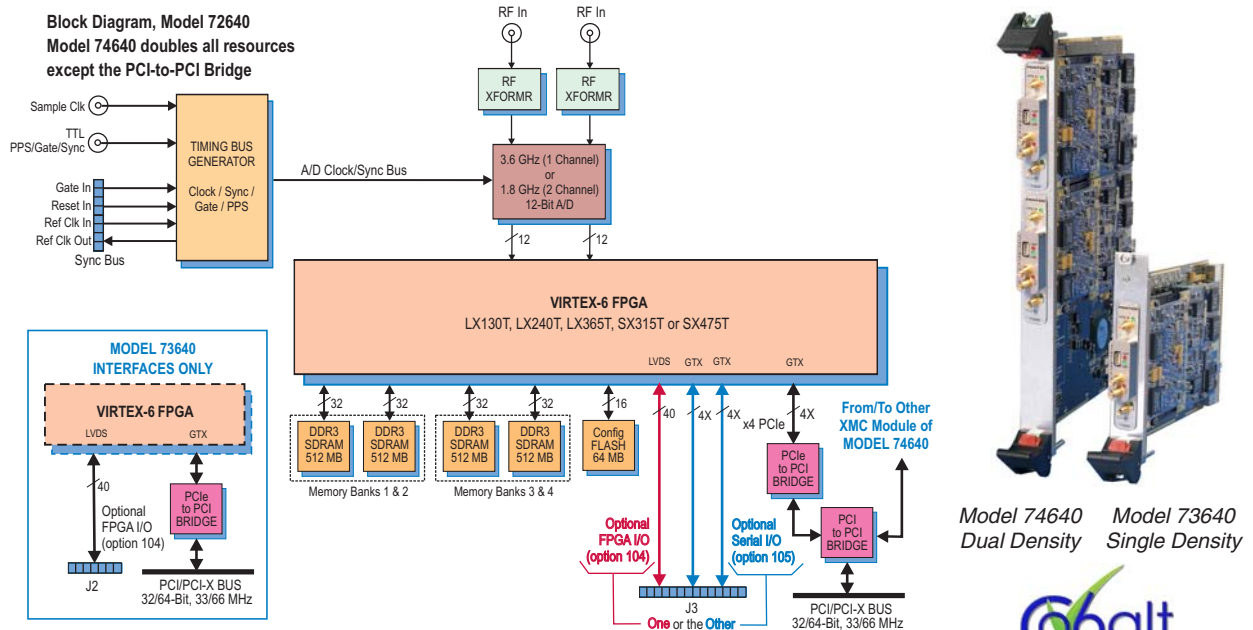 Block Diagram, Model 72640
Model 74640 doubles all resources
except the PCI-to-PCI Bridge
RF In
RF In
RF
XFORMR
RF
XFORMR
Sample Clk
TTL
PPS/Gate/Sync
TIMING BUS
GENERATOR
Clock / Sync /
Gate / PPS
Gate In
Reset In
Ref Clk In
Ref Clk Out
Sync Bus
A/D Clock/Sync Bus
3.6 GHz (1 Channel)
or
1.8 GHz (2 Channel)
12-Bit A/D
12
12
VIRTEX-6 FPGA
LX130T, LX240T, LX365T, SX315T or SX475T
LVDS
GTX
GTX
GTX
32
32
32
32
16
40
4X
4X
4X
x4 PCIe
DDR3
SDRAM
512 MB
DDR3
SDRAM
512 MB
DDR3
SDRAM
512 MB
DDR3
SDRAM
512 MB
Config
FLASH
64 MB
Memory Banks 1 & 2
Memory Banks 3 & 4
From/To Other
XMC Module of
MODEL 74640
PCIe
to PCI
BRIDGE
PCI
to PCI
BRIDGE
Optional
FPGA I/O
(option 104)
Optional
Serial I/O
(option 105)
J3
One or the Other
PCI/PCI-X BUS
32/64-Bit, 33/66 MHz
MODEL 73640
INTERFACES ONLY
VIRTEX-6 FPGA
LVDS
GTX
40
PCIe
to PCI
BRIDGE
Optional
FPGA I/O
(option 104)
J2
PCI/PCI-X BUS
32/64-Bit, 33/66 MHz
Model 74640
Dual Density
Model 73640
Single Density
Cobalt